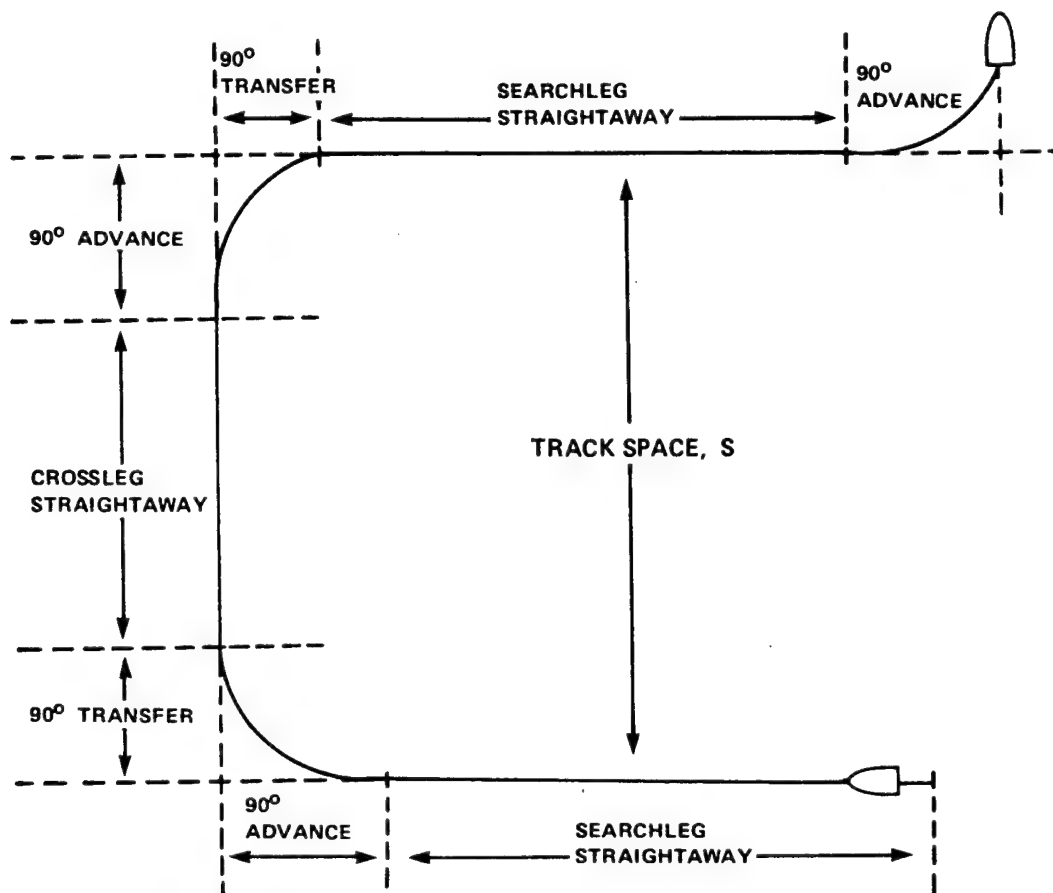 90°
TRANSFER
SEARCHLEG
STRAIGHTAWAY
90°
ADVANCE
90° ADVANCE
CROSSLEG
STRAIGHTAWAY
TRACK SPACE, S
90° TRANSFER
90°
ADVANCE
SEARCHLEG
STRAIGHTAWAY